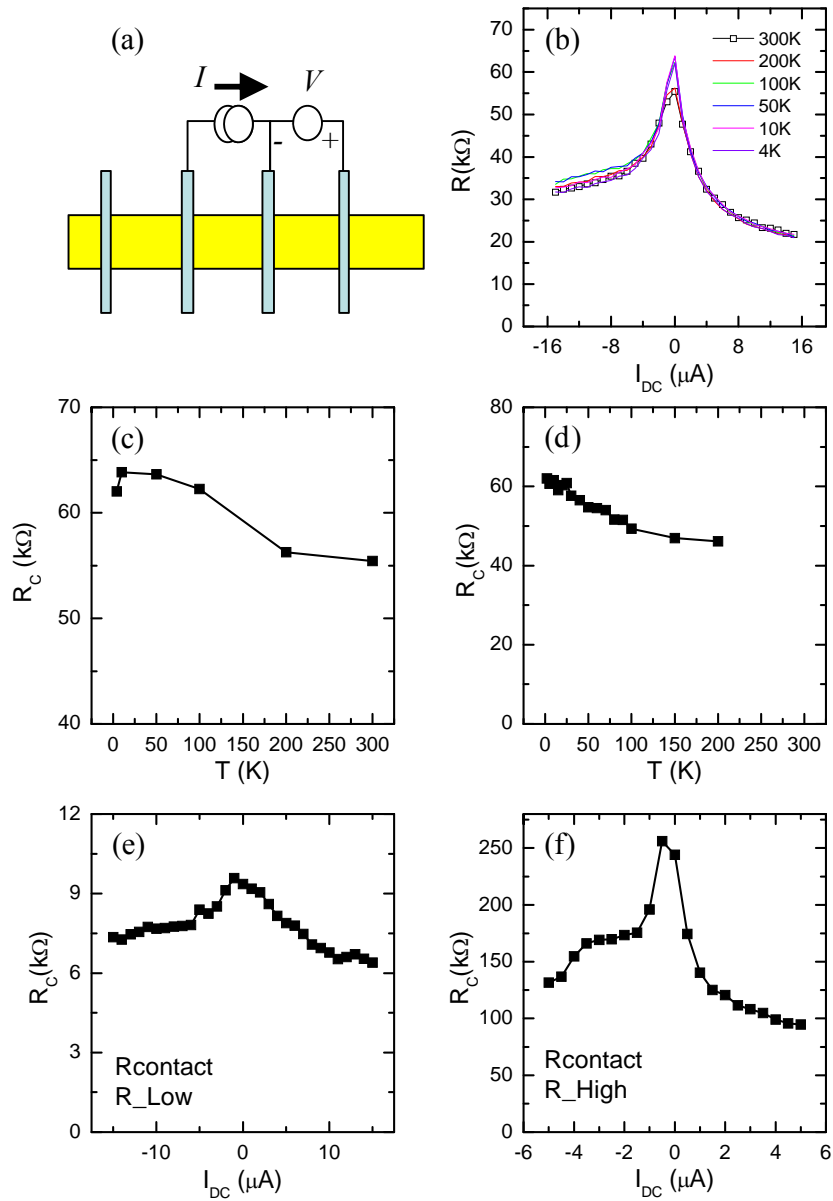 (a)
I
V
-
+
(b)
300K
200K
100K
50K
10K
4K
R(kΩ)
60
50
40
30
20
10
0
-16 -8 0 8 16
I_DC (μA)
(c)
R_C (kΩ)
70
60
50
40
0 50 100 150 200 250 300
T (K)
(d)
R_C (kΩ)
80
60
40
20
0
0 50 100 150 200 250 300
T (K)
(e)
R_C(kΩ)
12
9
6
3
0
Rcontact
R_Low
-10 0 10
I_DC (μA)
(f)
R_C(kΩ)
250
200
150
100
50
0
Rcontact
R_High
-6 -4 -2 0 2 4 6
I_DC (μA)